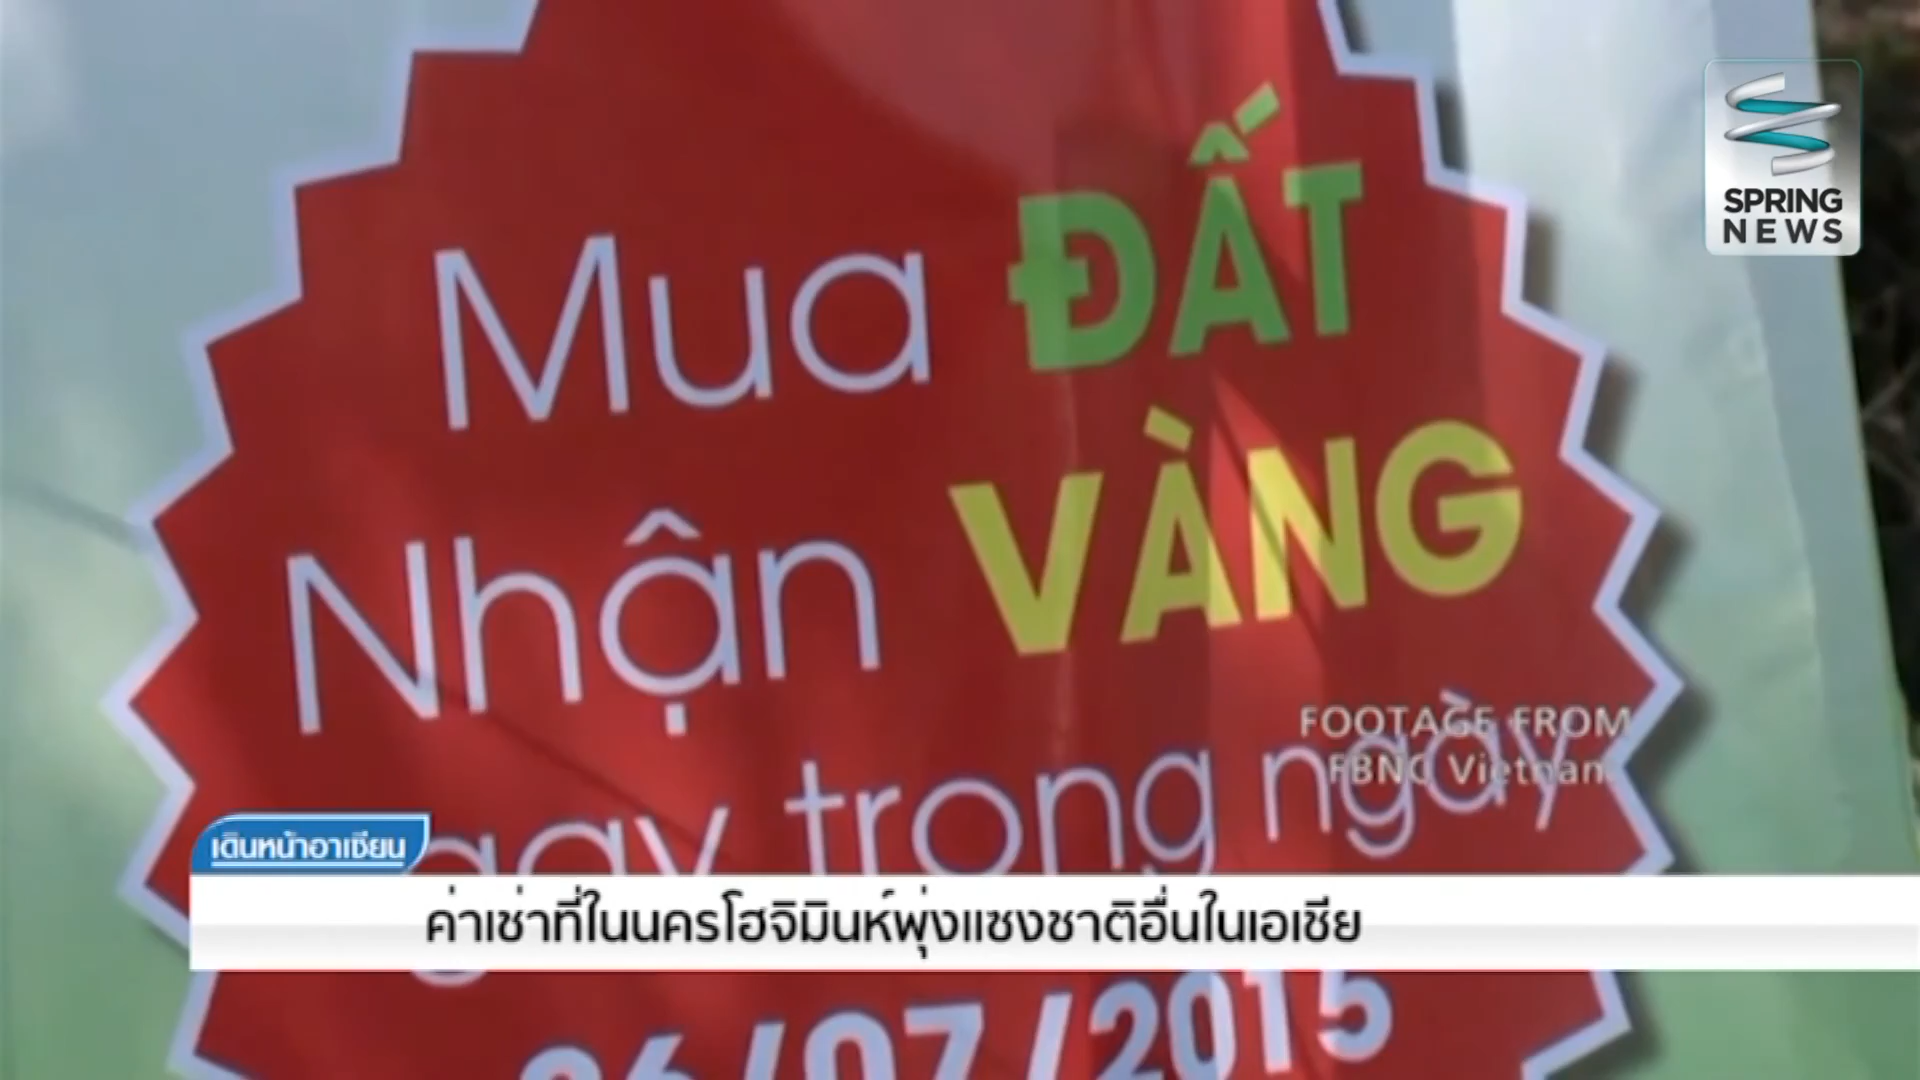 Mua ĐẤT
Nhận VÀNG
ngay trong ngày
26/07/2015
SPRING
NEWS
FOOTAGE FROM
FBNC Vietnam
เดินหน้าอาเซียน
ค่าเช่าที่ในนครโฮจิมินห์พุ่งแซงชาติอื่นในเอเชีย